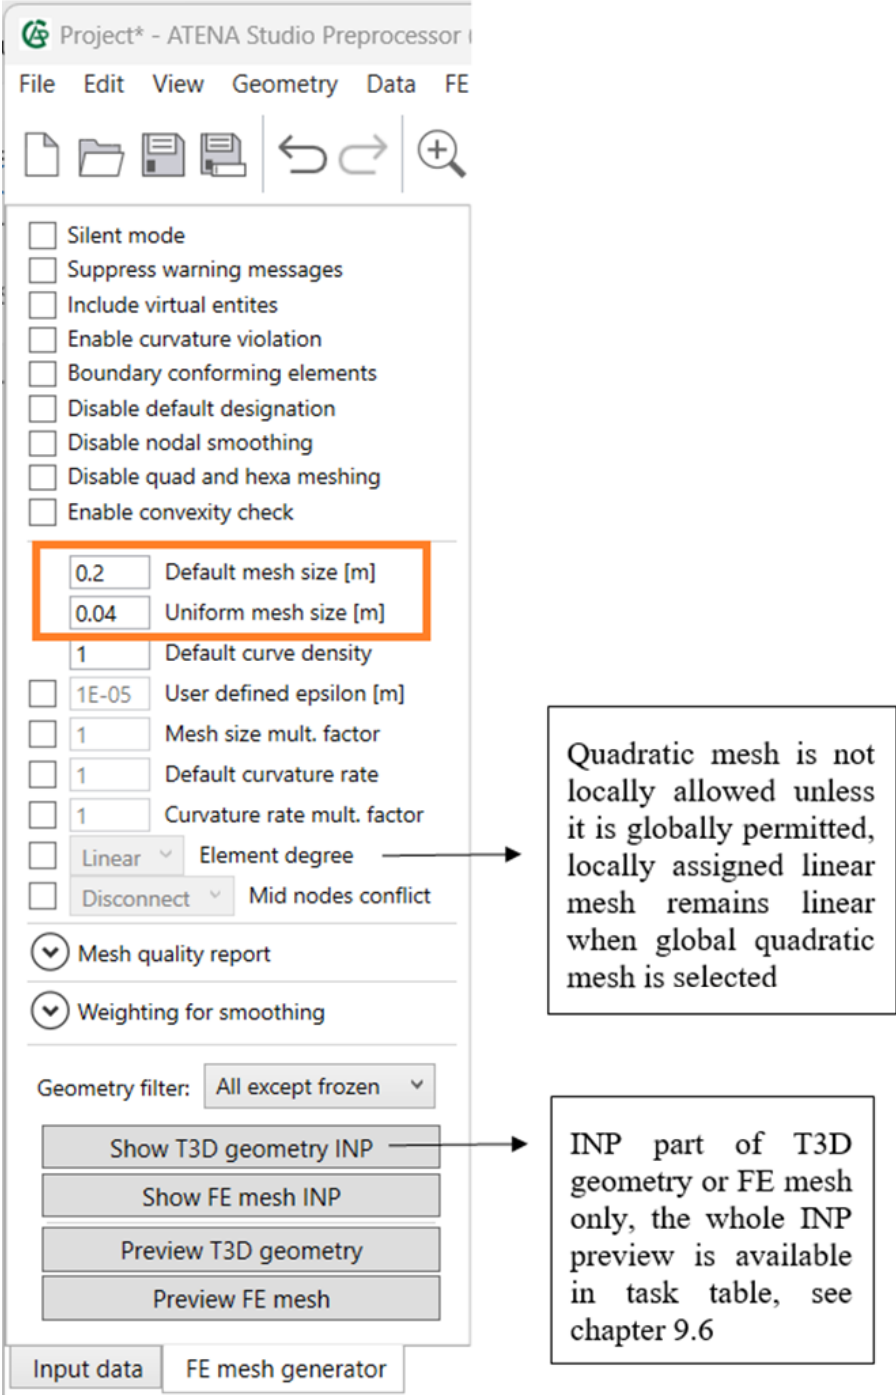 Project* - ATENA Studio Preprocessor (
File Edit View Geometry Data FE
Silent mode
Suppress warning messages
Include virtual entites
Enable curvature violation
Boundary conforming elements
Disable default designation
Disable nodal smoothing
Disable quad and hexa meshing
Enable convexity check
0.2 Default mesh size [m]
0.04 Uniform mesh size [m]
1 Default curve density
1E-05 User defined epsilon [m]
1 Mesh size mult. factor
1 Default curvature rate
1 Curvature rate mult. factor
Linear Element degree
Disconnect Mid nodes conflict
Mesh quality report
Weighting for smoothing
Geometry filter: All except frozen
Show T3D geometry INP
Show FE mesh INP
Preview T3D geometry
Preview FE mesh
Input data FE mesh generator
Quadratic mesh is not
locally allowed unless
it is globally permitted,
locally assigned linear
mesh remains linear
when global quadratic
mesh is selected
INP part of T3D
geometry or FE mesh
only, the whole INP
preview is available
in task table, see
chapter 9.6